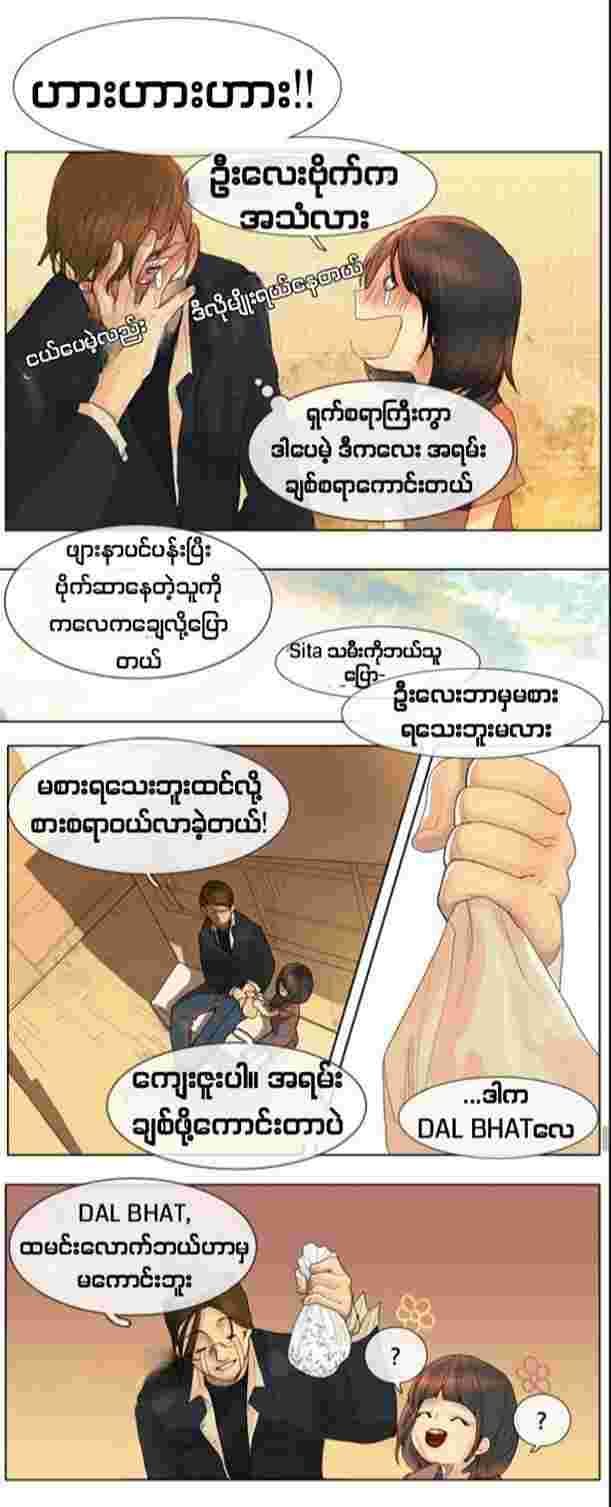 ဟားဟားဟား!!
ဦးလေးဗိုက်က
အသံလား
ငယ်ပေမဲ့လည်း
ဒီလိုမျိုးရယ်နေတယ်
ရှက်စရာကြီးကွာ
ဒါပေမဲ့ ဒီကလေး အရမ်း
ချစ်စရာကောင်းတယ်
ဖျားနာပင်ပန်းပြီး
ဗိုက်ဆာနေတဲ့သူကို
ကလေကချေလို့ပြော
တယ်
Sita သမီးကိုဘယ်သူ
ပြော-
ဦးလေးဘာမှမစား
ရသေးဘူးမလား
မစားရသေးဘူးထင်လို့
စားစရာဝယ်လာခဲ့တယ်!
ကျေးဇူးပါ။ အရမ်း
ချစ်ဖို့ကောင်းတာပဲ
...ဒါက
DAL BHATလေ
DAL BHAT,
ထမင်းလောက်ဘယ်ဟာမှ
မကောင်းဘူး
?
?